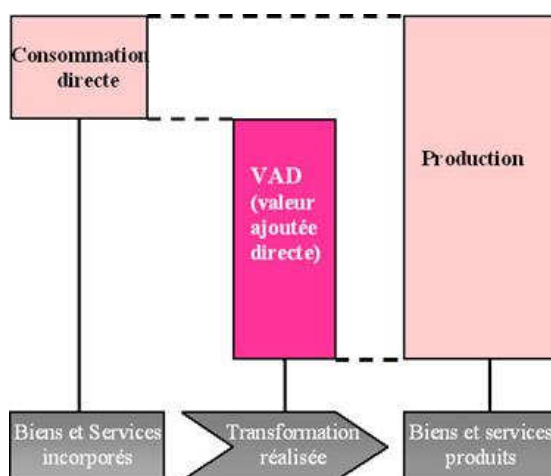 Consommation
directe
VAD
(valeur
ajoutée
directe)
Production
Biens et Services
incorporés
Transformation
réalisée
Biens et services
produits